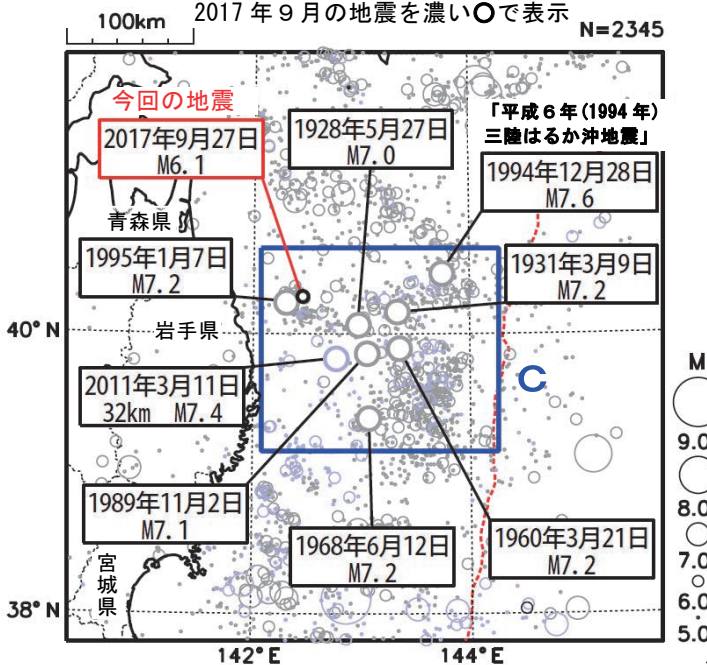 2017年９月の地震を濃い○で表示
100km
N=2345
今回の地震
2017年9月27日
M6.1
1928年5月27日
M7.0
「平成６年(1994年)
三陸はるか沖地震」
1994年12月28日
M7.6
青森県
1995年1月7日
M7.2
1931年3月9日
M7.2
40°N
岩手県
2011年3月11日
32km M7.4
C
M
9.0
8.0
7.0
6.0
5.0
1989年11月2日
M7.1
1968年6月12日
M7.2
1960年3月21日
M7.2
宮城県
38°N
142°E
144°E